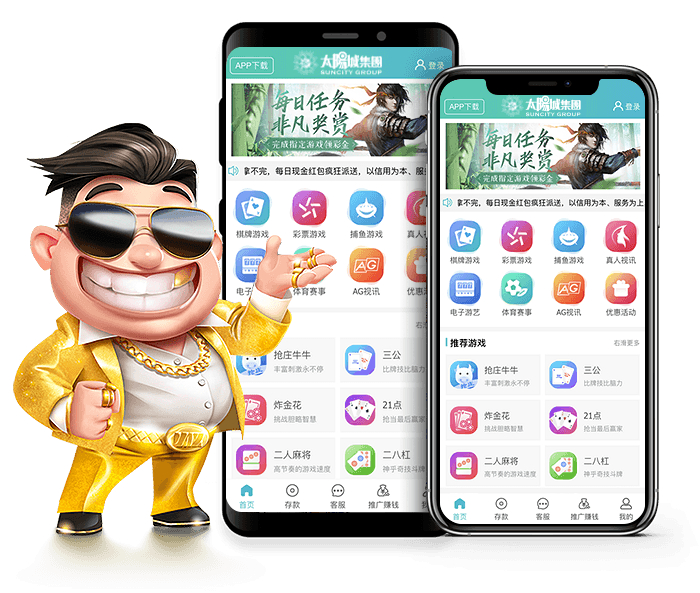 APP下载
太陽城集團
SUNCITY GROUP
登录
每日任务
非凡奖赏
完成指定游戏领彩金
拿不完，每日现金红包疯狂派送，以信用为本、服务
棋牌游戏
彩票游戏
捕鱼游戏
真人
电子
体育赛事
AG
AG视讯
优惠
右滑
抢庄牛牛
丰富刺激永不停
三公
比牌技比脑力
炸金花
挑战胆略智慧
21点
抢当最后赢家
二人麻将
高节奏的游戏速度
二八杠
神乎奇技斗牌
首页
存款
客服
推广赚钱
APP下载
太陽城集團
SUNCITY GROUP
登录
每日任务
非凡奖赏
完成指定游戏领彩金
拿不完，每日现金红包疯狂派送，以信用为本、服务为上
棋牌游戏
彩票游戏
捕鱼游戏
真人视讯
电子游艺
体育赛事
AG
AG视讯
优惠活动
推荐游戏
右滑更多
抢庄牛牛
丰富刺激永不停
三公
比牌技比脑力
炸金花
挑战胆略智慧
21点
抢当最后赢家
二人麻将
高节奏的游戏速度
二八杠
神乎奇技斗牌
首页
存款
客服
推广赚钱
我的